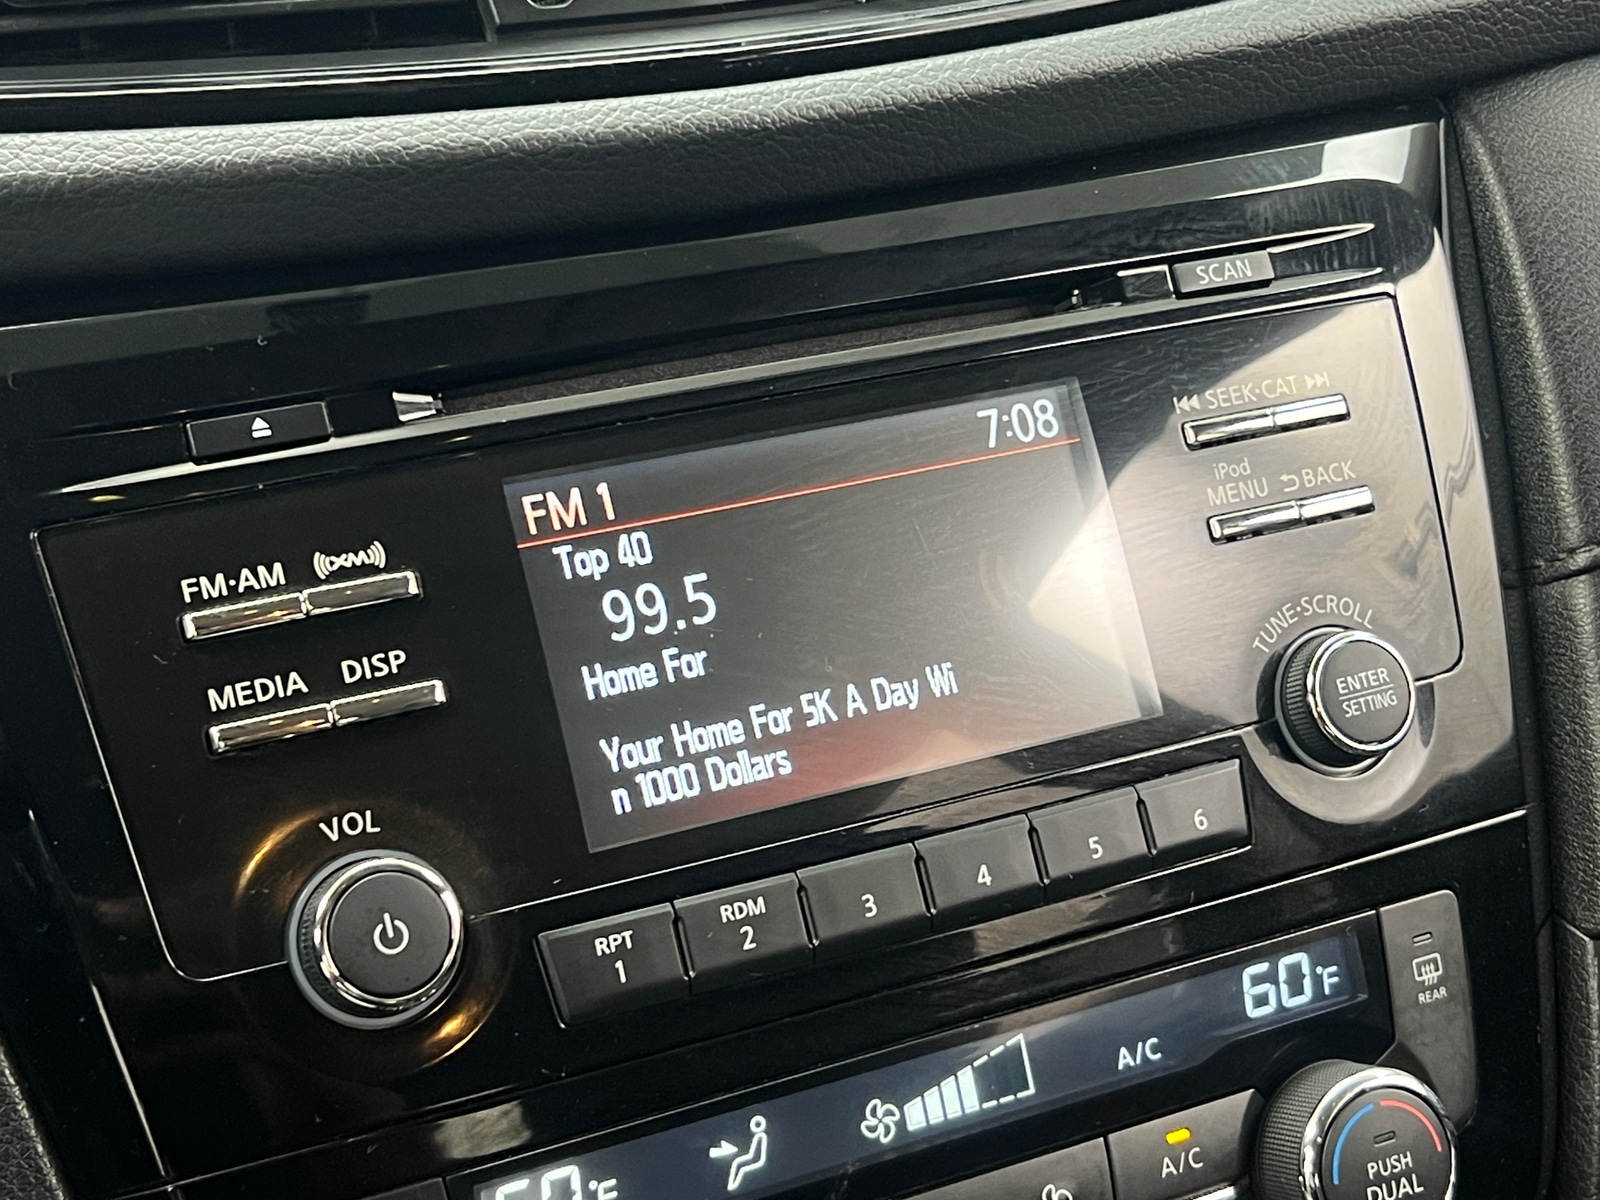 SCAN
⏮ SEEK·CAT ⏭
7:08
FM 1
iPod
MENU ⮌BACK
Top 40
FM·AM ((XM))
99.5
TUNE·SCROLL
Home For
MEDIA DISP
ENTER
SETTING
Your Home For 5K A Day Wi
n 1000 Dollars
VOL
RPT
1
RDM
2
3
4
5
6
60°F
REAR
A/C
A/C
PUSH
DUAL
60°F